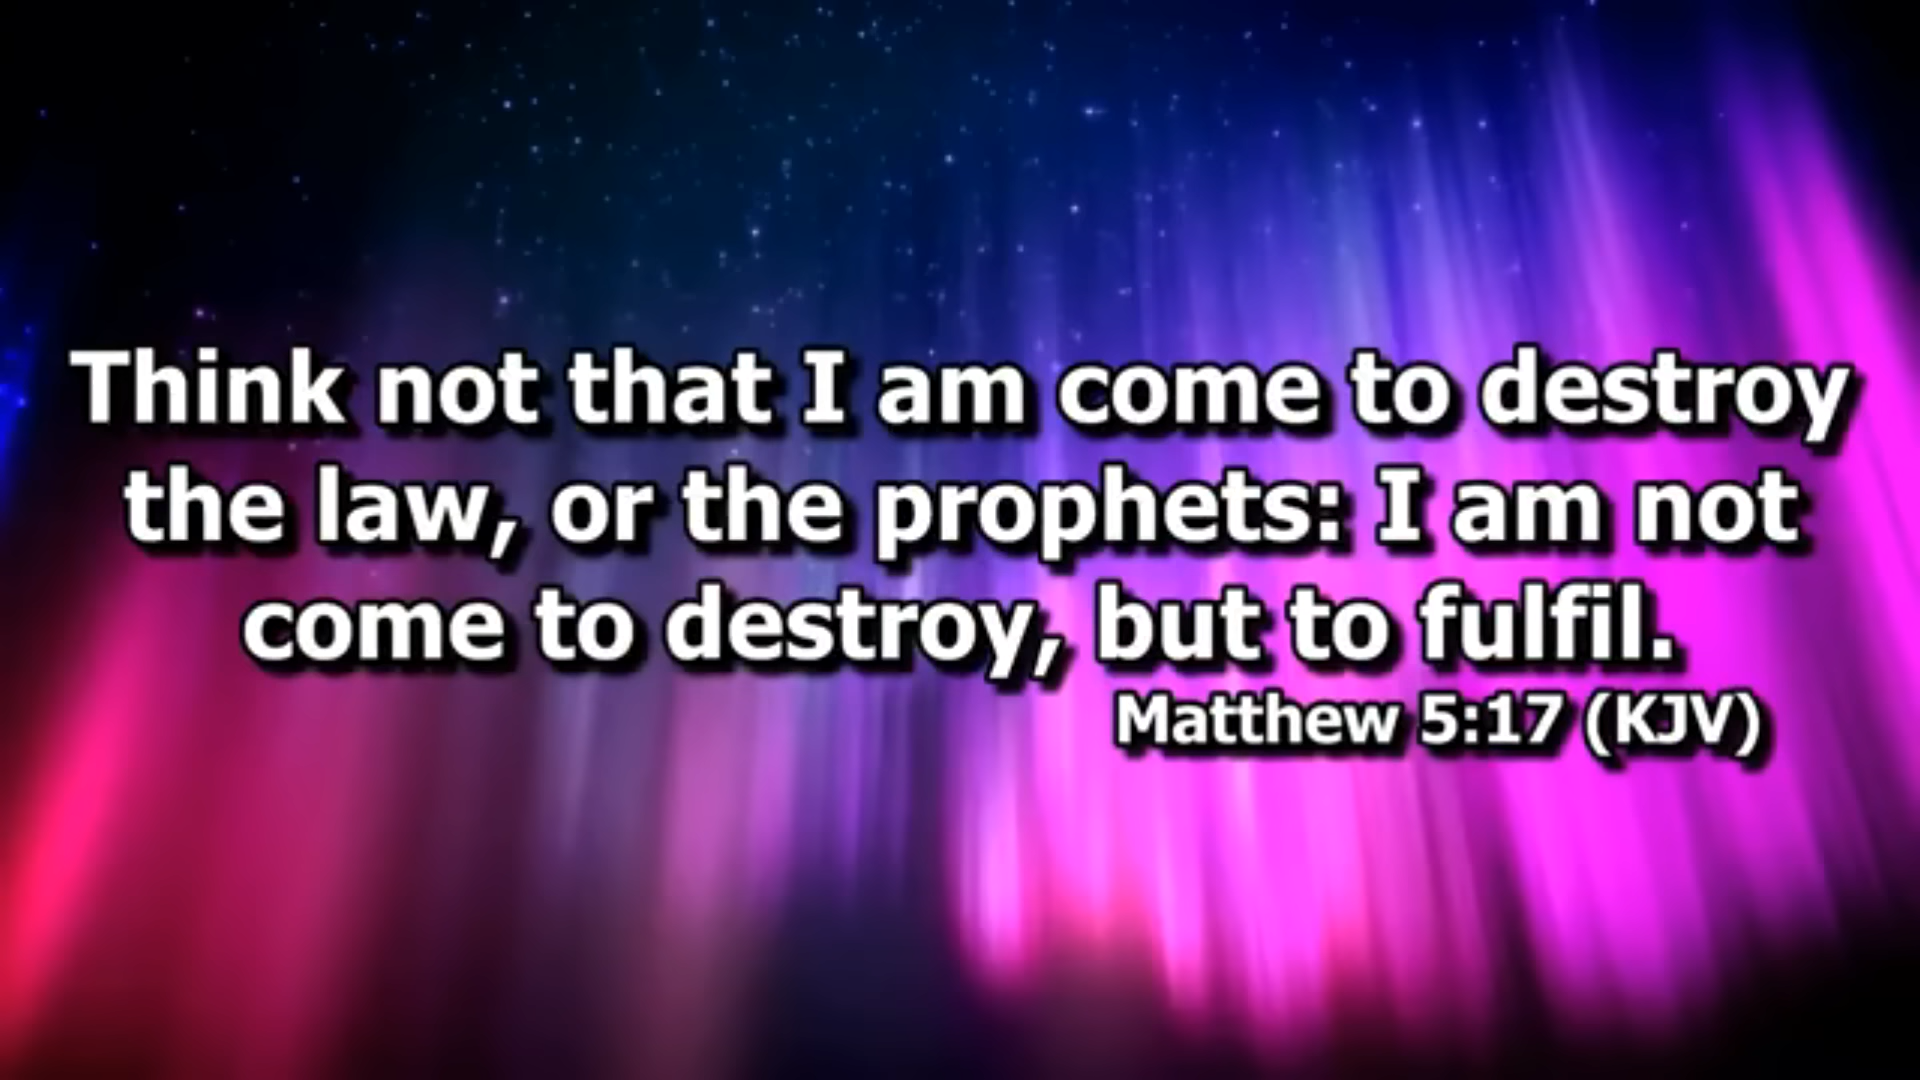 Think not that I am come to destroy
the law, or the prophets: I am not
come to destroy, but to fulfil.
Matthew 5:17 (KJV)